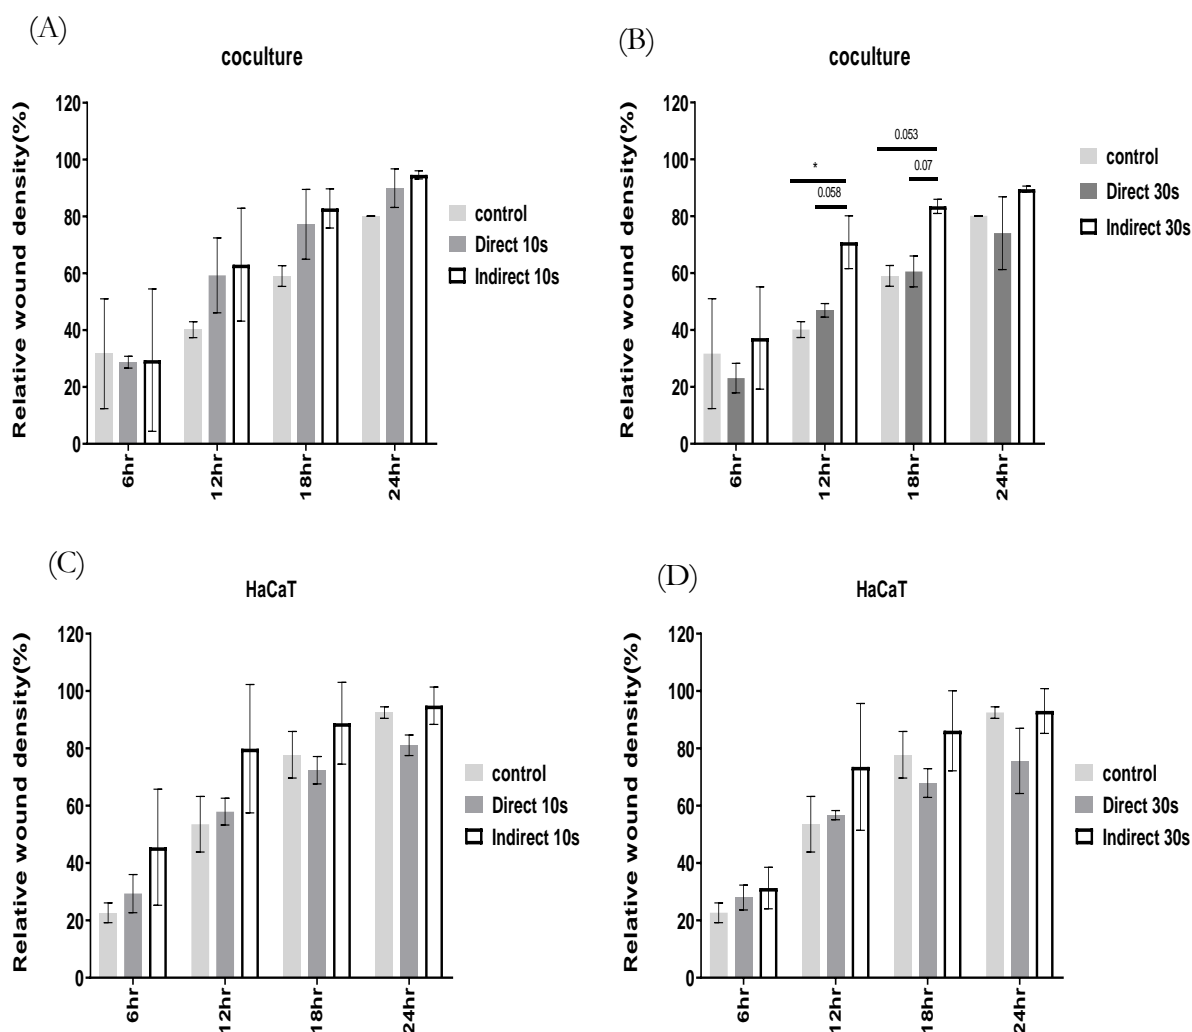 (A)
coculture
Relative wound density(%)
120
100
80
60
40
20
0
6hr
12hr
18hr
24hr
control
Direct 10s
Indirect 10s
(B)
coculture
Relative wound density(%)
120
100
80
60
40
20
0
*
0.058
0.053
0.07
6hr
12hr
18hr
24hr
control
Direct 30s
Indirect 30s
(C)
HaCaT
Relative wound density(%)
120
100
80
60
40
20
0
6hr
12hr
18hr
24hr
control
Direct 10s
Indirect 10s
(D)
HaCaT
Relative wound density(%)
120
100
80
60
40
20
0
6hr
12hr
18hr
24hr
control
Direct 30s
Indirect 30s